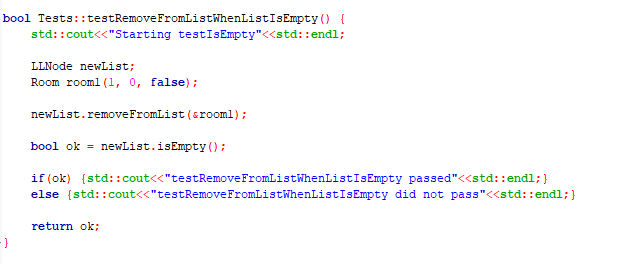 bool Tests::testRemoveFromListWhenListIsEmpty() {
std::cout<<"Starting testIsEmpty"<<std::endl;
LLNode newList;
Room room1(1, 0, false);
newList.removeFromList(&room1);
bool ok = newList.isEmpty();
if(ok) {std::cout<<"testRemoveFromListWhenListIsEmpty passed"<<std::endl;}
else {std::cout<<"testRemoveFromListWhenListIsEmpty did not pass"<<std::endl;}
return ok;
}